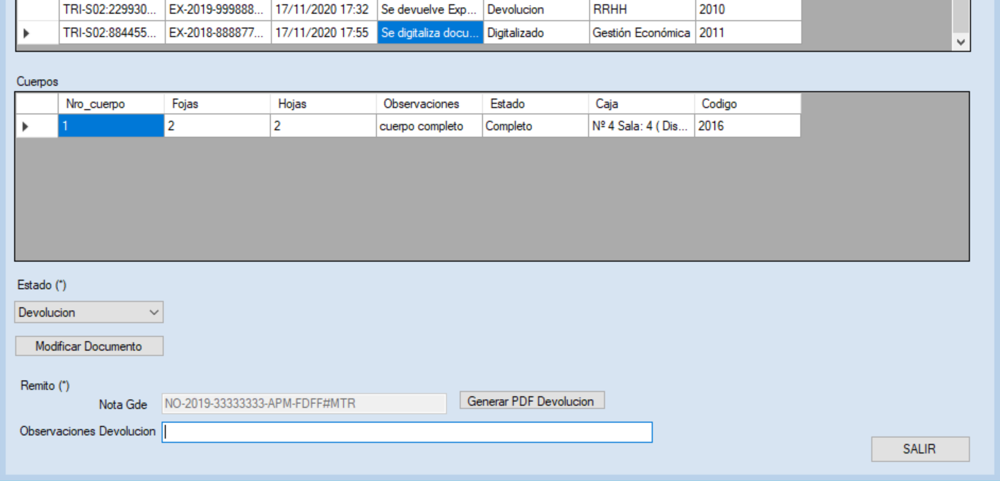 TRI-S02:229930... EX-2019-999888... 17/11/2020 17:32 Se devuelve Exp... Devolucion RRHH 2010
TRI-S02:884455... EX-2018-888877... 17/11/2020 17:55 Se digitaliza docu... Digitalizado Gestión Económica 2011
Cuerpos
Nro_cuerpo Fojas Hojas Observaciones Estado Caja Codigo
1 2 2 cuerpo completo Completo Nº 4 Sala: 4 ( Dis... 2016
Estado (*)
Devolucion
Modificar Documento
Remito (*)
Nota Gde NO-2019-33333333-APM-FDFF#MTR Generar PDF Devolucion
Observaciones Devolucion
SALIR